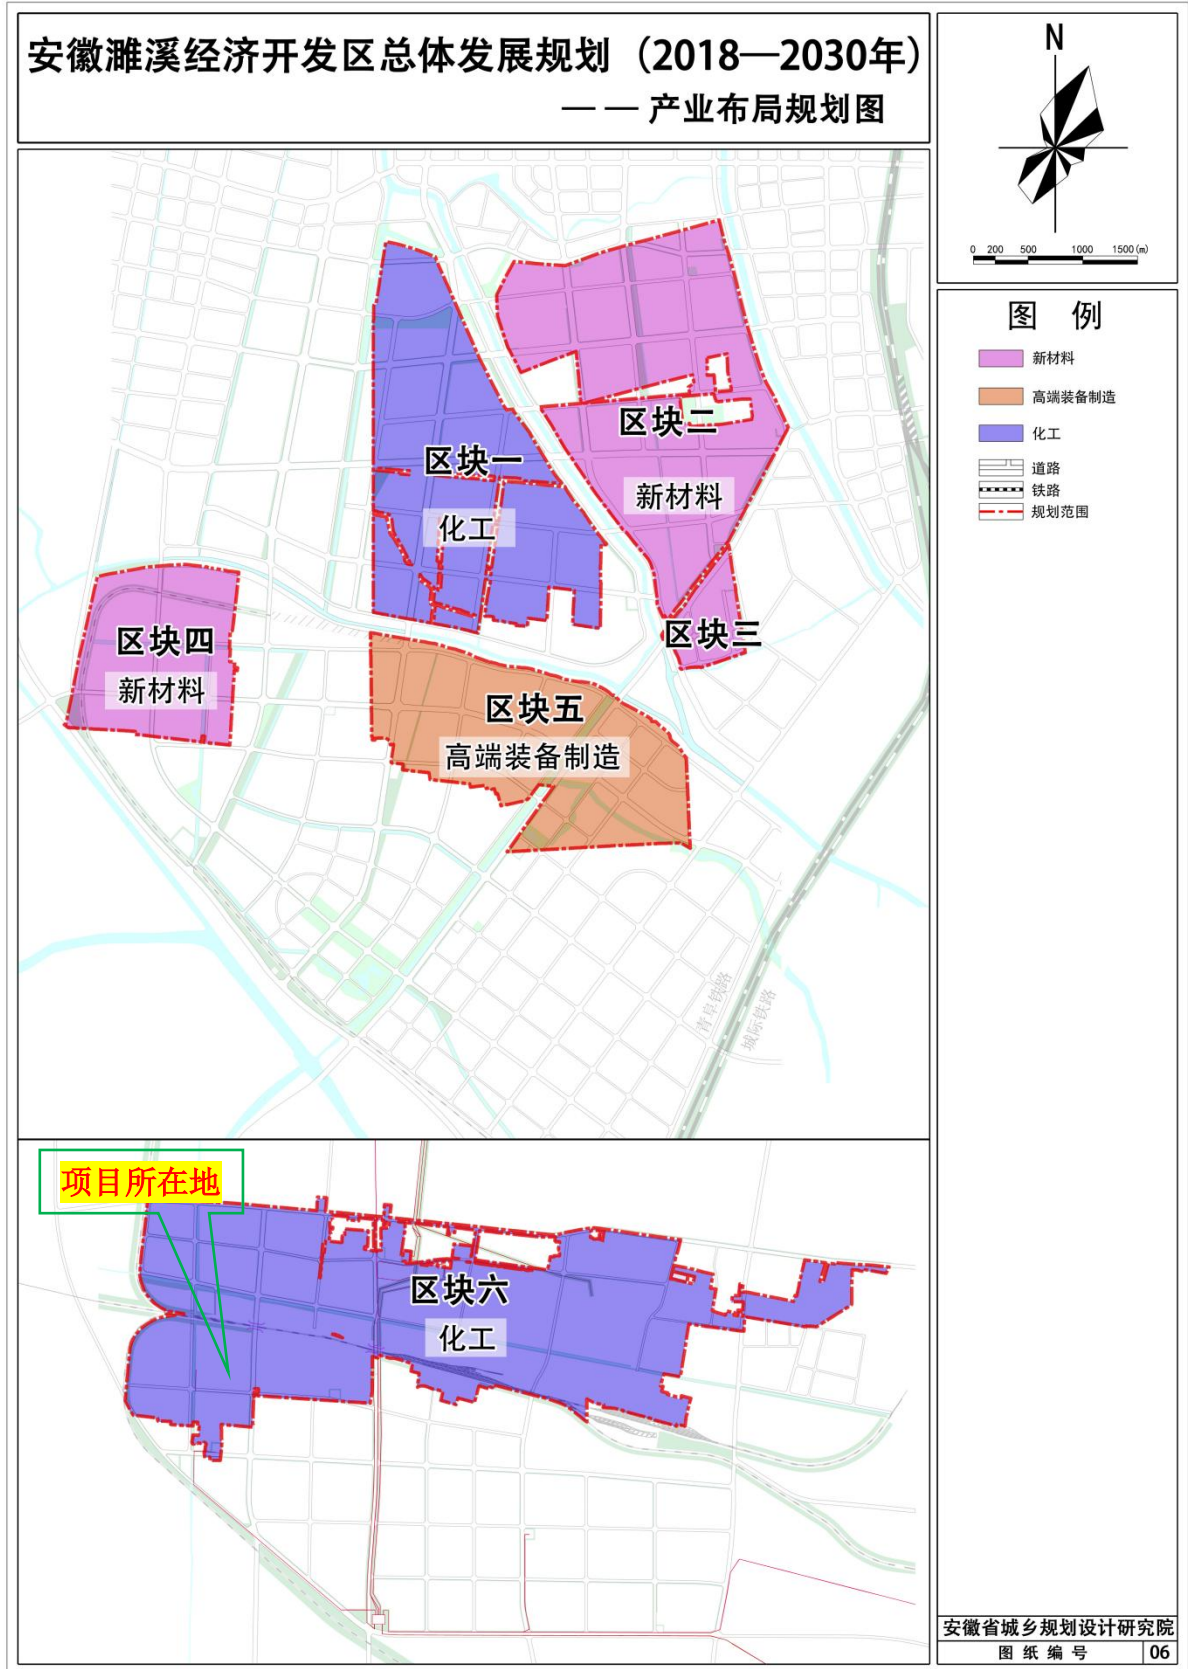 安徽濉溪经济开发区总体发展规划（2018—2030年）
——产业布局规划图
N
0 200 500 1000 1500(m)
图 例
新材料
高端装备制造
化工
道路
铁路
规划范围
区块一
化工
区块二
新材料
区块三
区块四
新材料
区块五
高端装备制造
青阜铁路
城际铁路
项目所在地
区块六
化工
安徽省城乡规划设计研究院
图纸编号 06